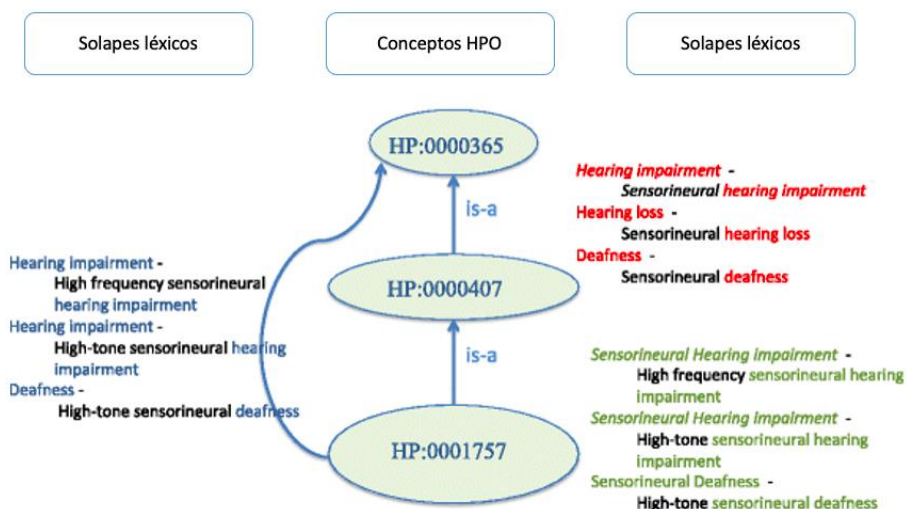 Solapes léxicos
Conceptos HPO
Solapes léxicos
HP:0000365
is-a
HP:0000407
is-a
HP:0001757
Hearing impairment -
High frequency sensorineural
hearing impairment
Hearing impairment -
High-tone sensorineural hearing
impairment
Deafness -
High-tone sensorineural deafness
Hearing impairment -
Sensorineural hearing impairment
Hearing loss -
Sensorineural hearing loss
Deafness -
Sensorineural deafness
Sensorineural Hearing impairment -
High frequency sensorineural hearing
impairment
Sensorineural Hearing impairment -
High-tone sensorineural hearing
impairment
Sensorineural Deafness -
High-tone sensorineural deafness